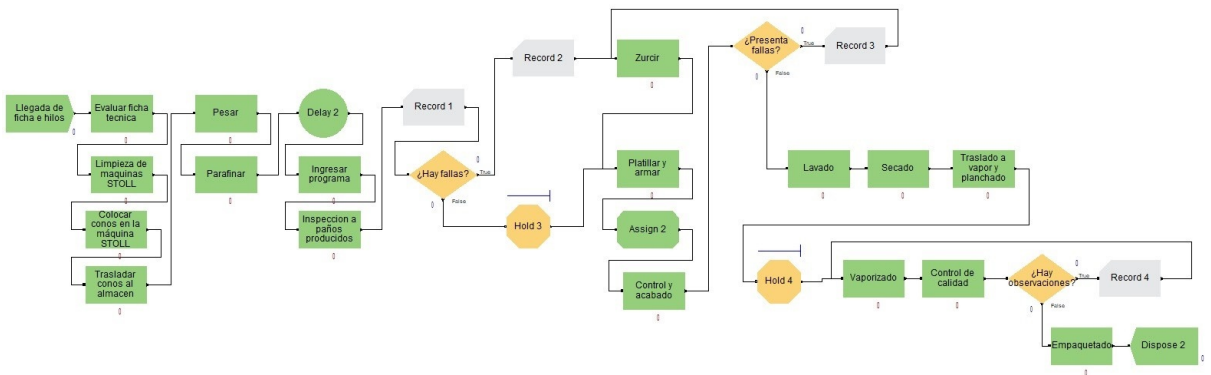 Llegada de
ficha e hilos
Evaluar ficha
tecnica
Limpieza de
maquinas
STOLL
Colocar
conos en la
máquina
STOLL
Trasladar
conos al
almacen
Pesar
Parafinar
Delay 2
Ingresar
programa
Inspeccion a
paños
producidos
Record 1
¿Hay fallas?
True
False
Record 2
Hold 3
Zurcir
Platillar y
armar
Assign 2
Control y
acabado
¿Presenta
fallas?
True
False
Record 3
Lavado
Secado
Traslado a
vapor y
planchado
Hold 4
Vaporizado
Control de
calidad
¿Hay
observaciones?
True
False
Record 4
Empaquetado
Dispose 2